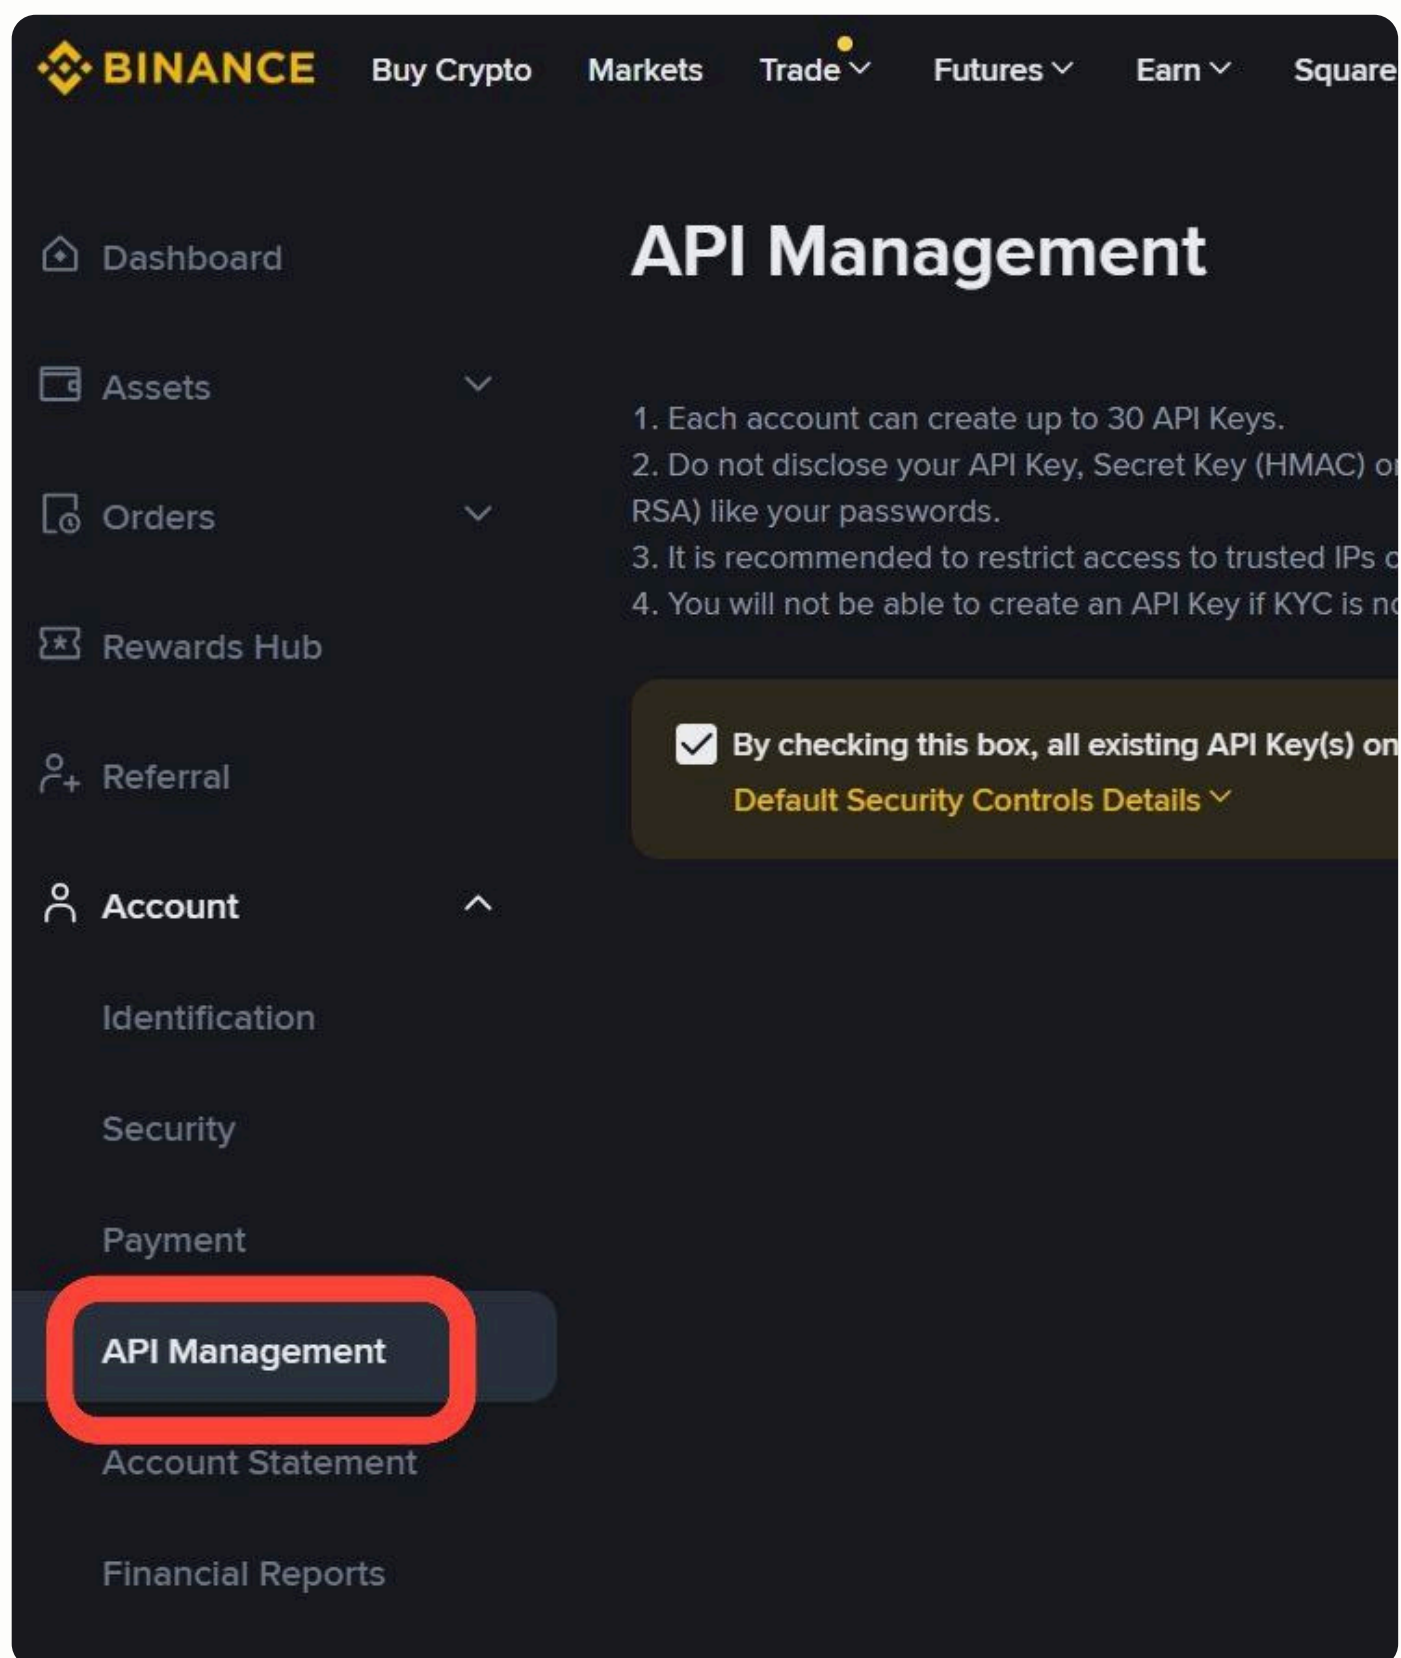 BINANCE Buy Crypto Markets Trade Futures Earn Square
Dashboard
Assets
Orders
Rewards Hub
Referral
Account
Identification
Security
Payment
API Management
Account Statement
Financial Reports
API Management
1. Each account can create up to 30 API Keys.
2. Do not disclose your API Key, Secret Key (HMAC)
RSA) like your passwords.
3. It is recommended to restrict access to trusted IPs
4. You will not be able to create an API Key if KYC is
By checking this box, all existing API Key(s) on
Default Security Controls Details